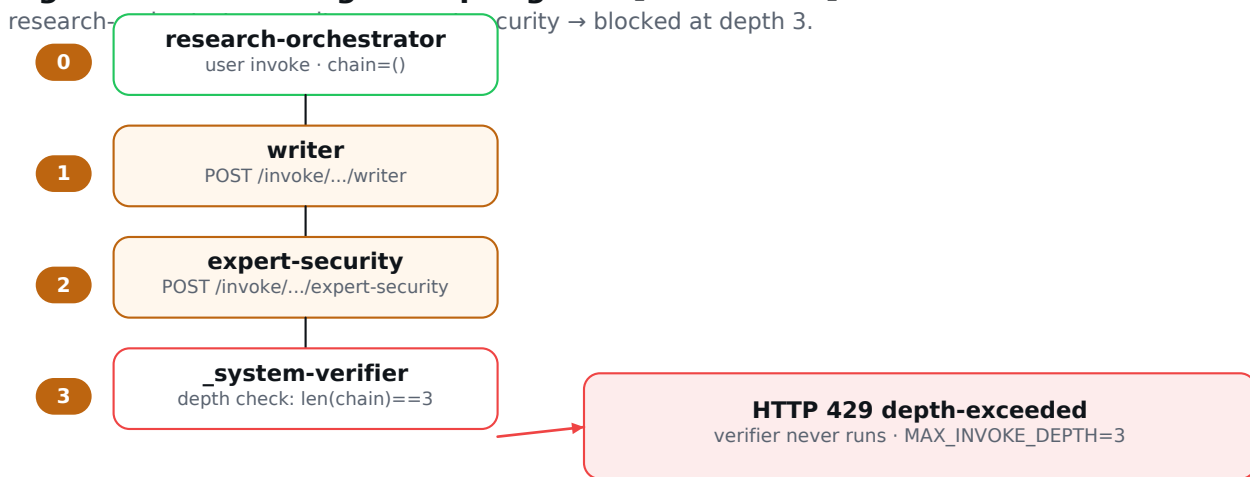 research- curity → blocked at depth 3.
research-orchestrator
0
user invoke · chain=()
writer
1
POST /invoke/.../writer
expert-security
2
POST /invoke/.../expert-security
_system-verifier
3
depth check: len(chain)==3
HTTP 429 depth-exceeded
verifier never runs · MAX_INVOKE_DEPTH=3